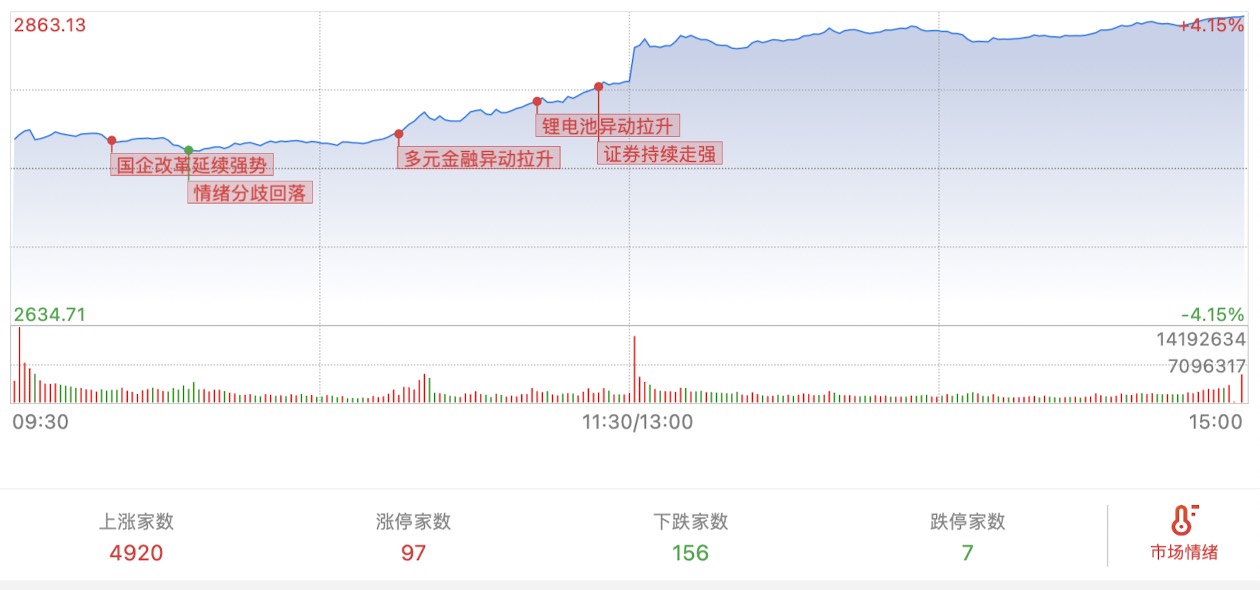 2863.13
+4.15%
锂电池异动拉升
国企改革延续强势
多元金融异动拉升
证券持续走强
情绪分歧回落
2634.71
-4.15%
14192634
7096317
09:30
11:30/13:00
15:00
上涨家数
涨停家数
下跌家数
跌停家数
4920
97
156
7
市场情绪